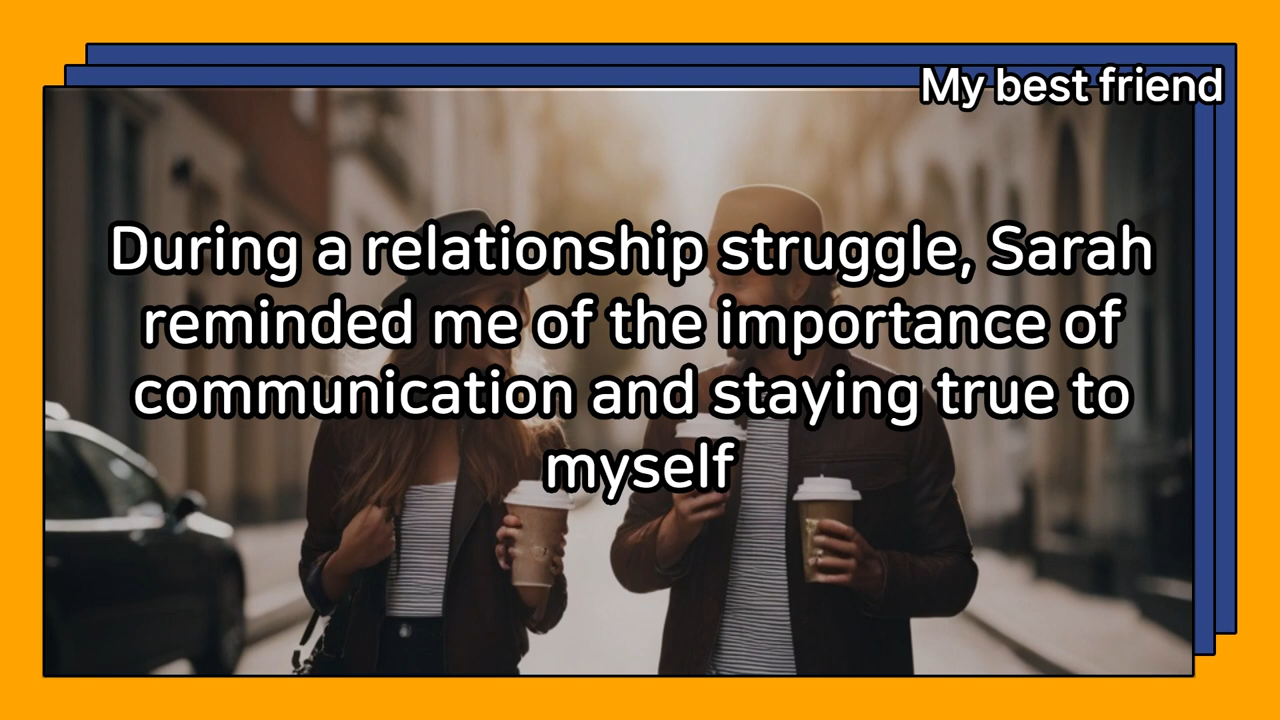 My best friend
During a relationship struggle, Sarah
reminded me of the importance of
communication and staying true to
myself